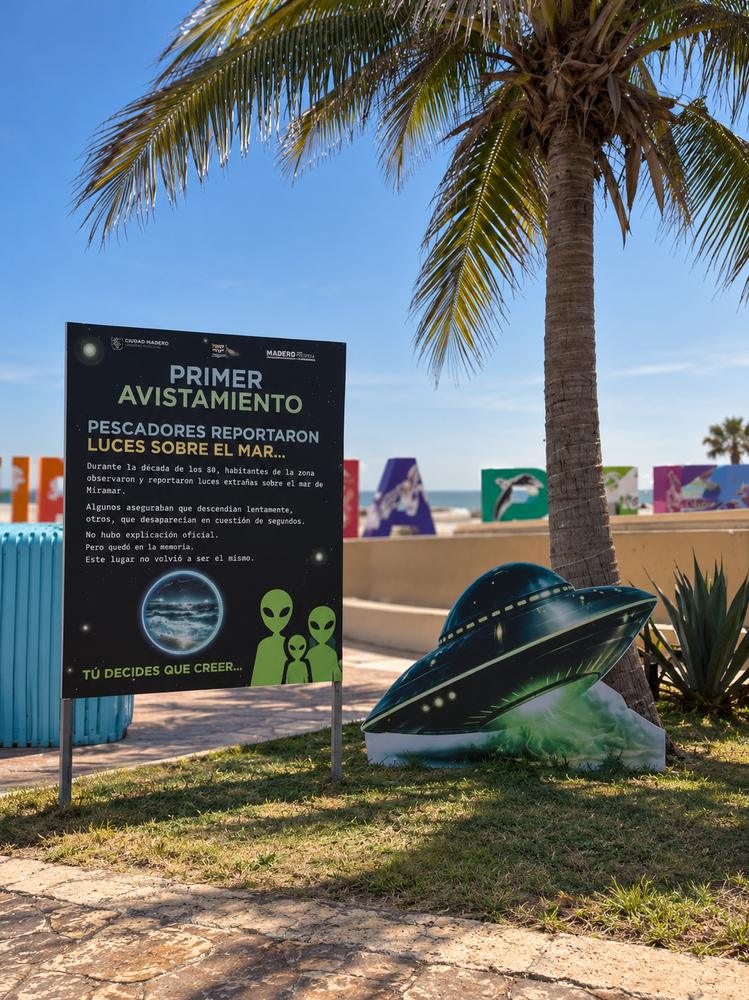 CIUDAD MADERO
MADERO
PRIMER
AVISTAMIENTO
PESCADORES REPORTARON
LUCES SOBRE EL MAR...
Durante la década de los 80, habitantes de la zona
observaron y reportaron luces extrañas sobre el mar de
Miramar.
Algunos aseguraban que descendían lentamente,
otros, que desaparecían en cuestión de segundos.
No hubo explicación oficial.
Pero quedó en la memoria.
Este lugar no volvió a ser el mismo.
TÚ DECIDES QUE CREER...